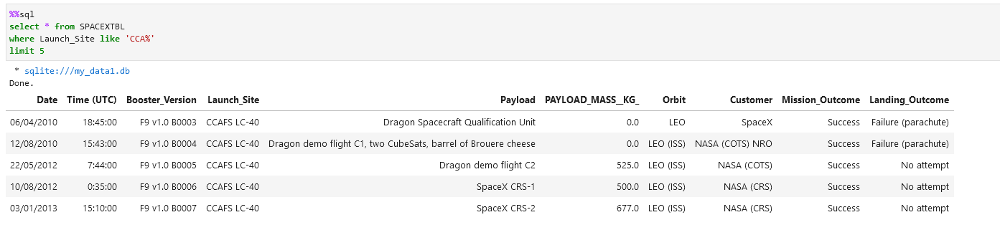 %%sql
select * from SPACEXTBL
where Launch_Site like 'CCA%'
limit 5
* sqlite:///my_data1.db
Done.
Date Time (UTC) Booster_Version Launch_Site Payload PAYLOAD_MASS__KG_ Orbit Customer Mission_Outcome Landing_Outcome
06/04/2010 18:45:00 F9 v1.0 B0003 CCAFS LC-40 Dragon Spacecraft Qualification Unit 0.0 LEO SpaceX Success Failure (parachute)
12/08/2010 15:43:00 F9 v1.0 B0004 CCAFS LC-40 Dragon demo flight C1, two CubeSats, barrel of Brouere cheese 0.0 LEO (ISS) NASA (COTS) NRO Success Failure (parachute)
22/05/2012 7:44:00 F9 v1.0 B0005 CCAFS LC-40 Dragon demo flight C2 525.0 LEO (ISS) NASA (COTS) Success No attempt
10/08/2012 0:35:00 F9 v1.0 B0006 CCAFS LC-40 SpaceX CRS-1 500.0 LEO (ISS) NASA (CRS) Success No attempt
03/01/2013 15:10:00 F9 v1.0 B0007 CCAFS LC-40 SpaceX CRS-2 677.0 LEO (ISS) NASA (CRS) Success No attempt